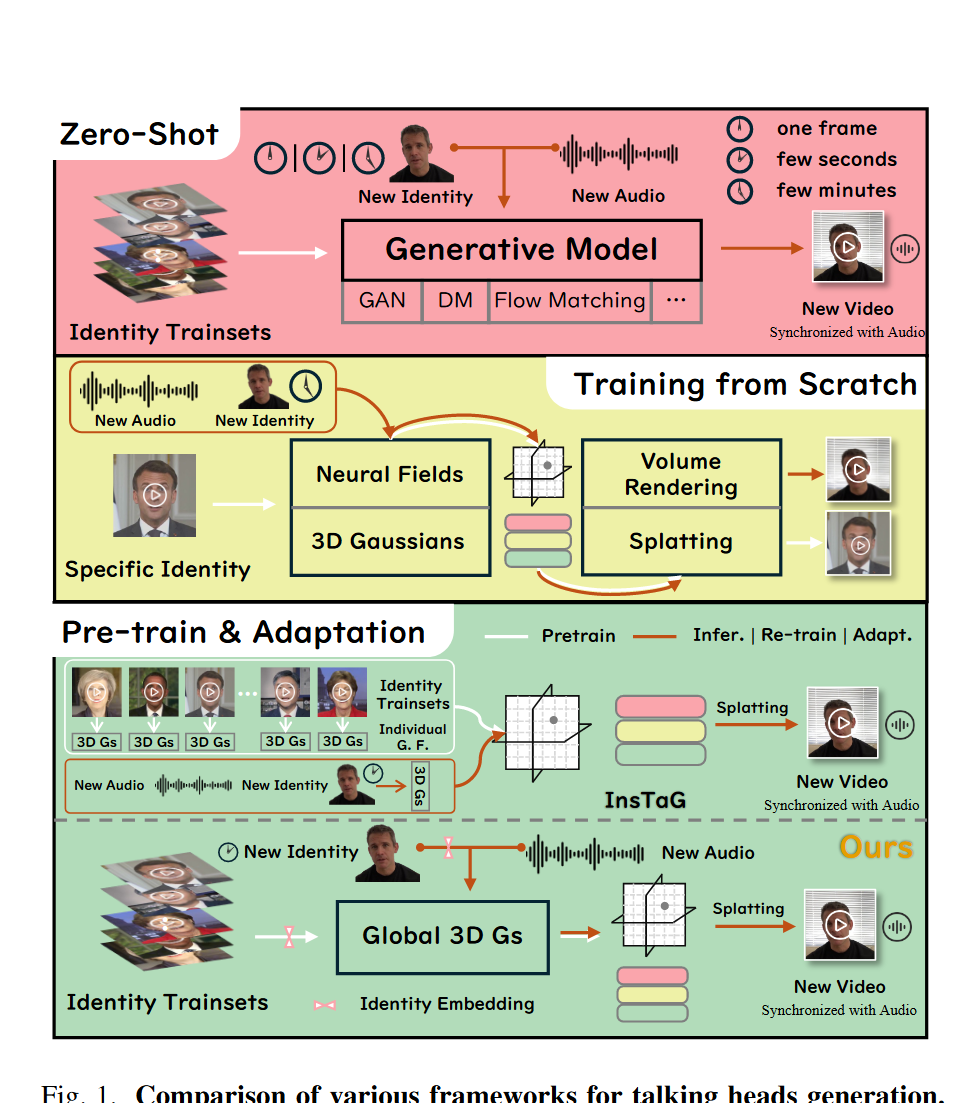 Zero-Shot
one frame
few seconds
few minutes
New Identity
New Audio
Generative Model
GAN
DM
Flow Matching
...
Identity Trainsets
New Video
Synchronized with Audio
Training from Scratch
New Audio
New Identity
Neural Fields
3D Gaussians
Volume
Rendering
Splatting
Specific Identity
Pre-train & Adaptation
Pretrain
Infer. | Re-train | Adapt.
...
Identity
Trainsets
Individual
G. F.
3D Gs
3D Gs
3D Gs
3D Gs
3D Gs
New Audio
New Identity
3D Gs
InsTaG
Splatting
New Video
Synchronized with Audio
Ours
New Identity
New Audio
Global 3D Gs
Splatting
Identity Trainsets
Identity Embedding
New Video
Synchronized with Audio
Fig. 1. Comparison of various frameworks for talking heads generation.